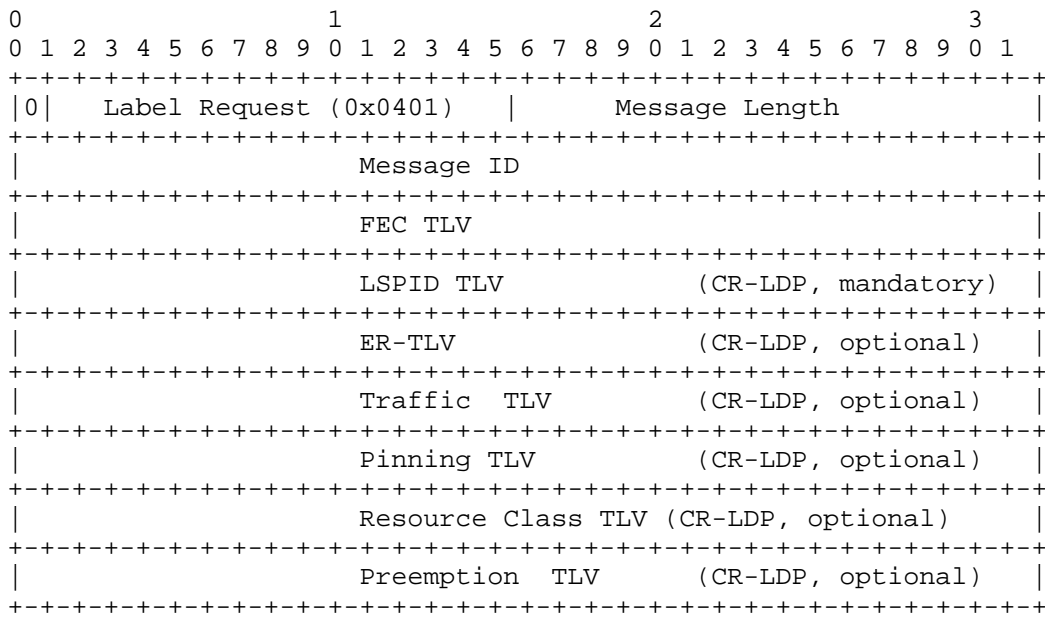 0                   1                   2                   3
0 1 2 3 4 5 6 7 8 9 0 1 2 3 4 5 6 7 8 9 0 1 2 3 4 5 6 7 8 9 0 1
+-+-+-+-+-+-+-+-+-+-+-+-+-+-+-+-+-+-+-+-+-+-+-+-+-+-+-+-+-+-+-+-+
|0|   Label Request (0x0401)   |      Message Length            |
+-+-+-+-+-+-+-+-+-+-+-+-+-+-+-+-+-+-+-+-+-+-+-+-+-+-+-+-+-+-+-+-+
|                     Message ID                                |
+-+-+-+-+-+-+-+-+-+-+-+-+-+-+-+-+-+-+-+-+-+-+-+-+-+-+-+-+-+-+-+-+
|                     FEC TLV                                   |
+-+-+-+-+-+-+-+-+-+-+-+-+-+-+-+-+-+-+-+-+-+-+-+-+-+-+-+-+-+-+-+-+
|                     LSPID TLV            (CR-LDP, mandatory)  |
+-+-+-+-+-+-+-+-+-+-+-+-+-+-+-+-+-+-+-+-+-+-+-+-+-+-+-+-+-+-+-+-+
|                     ER-TLV               (CR-LDP, optional)   |
+-+-+-+-+-+-+-+-+-+-+-+-+-+-+-+-+-+-+-+-+-+-+-+-+-+-+-+-+-+-+-+-+
|                     Traffic  TLV         (CR-LDP, optional)   |
+-+-+-+-+-+-+-+-+-+-+-+-+-+-+-+-+-+-+-+-+-+-+-+-+-+-+-+-+-+-+-+-+
|                     Pinning TLV          (CR-LDP, optional)   |
+-+-+-+-+-+-+-+-+-+-+-+-+-+-+-+-+-+-+-+-+-+-+-+-+-+-+-+-+-+-+-+-+
|                     Resource Class TLV (CR-LDP, optional)     |
+-+-+-+-+-+-+-+-+-+-+-+-+-+-+-+-+-+-+-+-+-+-+-+-+-+-+-+-+-+-+-+-+
|                     Preemption  TLV      (CR-LDP, optional)   |
+-+-+-+-+-+-+-+-+-+-+-+-+-+-+-+-+-+-+-+-+-+-+-+-+-+-+-+-+-+-+-+-+